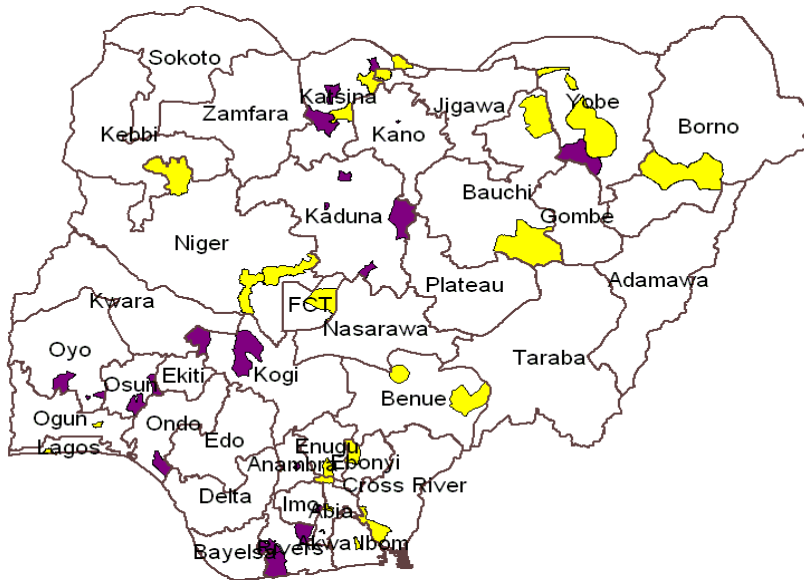 Sokoto
Katsina
Zamfara
Jigawa
Yobe
Kebbi
Kano
Borno
Bauchi
Kaduna
Gombe
Niger
Adamawa
Plateau
Kwara
FCT
Nasarawa
Oyo
Taraba
Osun
Ekiti
Kogi
Benue
Ogun
Ondo
Edo
Lagos
Enugu
Anambra
Ebonyi
Cross River
Delta
Imo
Abia
Bayelsa
Rivers
Akwa Ibom